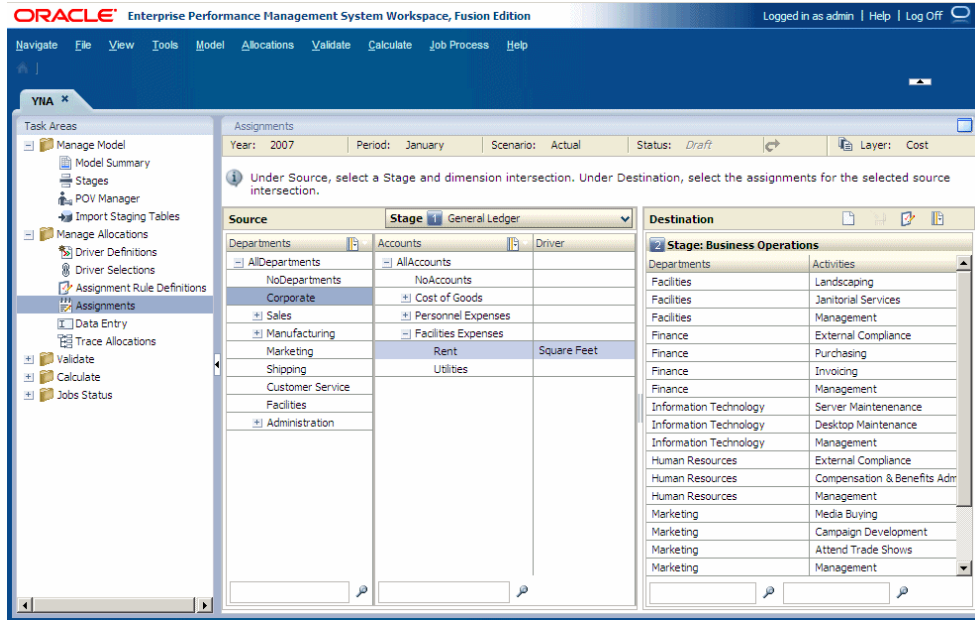 ORACLE Enterprise Performance Management System Workspace, Fusion Edition Logged in as admin | Help | Log Off
Navigate File View Tools Model Allocations Validate Calculate Job Process Help
YNA
Task Areas
Manage Model
Model Summary
Stages
POV Manager
Import Staging Tables
Manage Allocations
Driver Definitions
Driver Selections
Assignment Rule Definitions
Assignments
Data Entry
Trace Allocations
Validate
Calculate
Jobs Status
Assignments
Year: 2007 Period: January Scenario: Actual Status: Draft Layer: Cost
Under Source, select a Stage and dimension intersection. Under Destination, select the assignments for the selected source
intersection.
Source Stage 1 General Ledger
Departments Accounts Driver
AllDepartments AllAccounts
NoDepartments NoAccounts
Corporate Cost of Goods
Sales Personnel Expenses
Manufacturing Facilities Expenses
Marketing Rent Square Feet
Shipping Utilities
Customer Service
Facilities
Administration
Destination
2 Stage: Business Operations
Departments Activities
Facilities Landscaping
Facilities Janitorial Services
Facilities Management
Finance External Compliance
Finance Purchasing
Finance Invoicing
Finance Management
Information Technology Server Maintenenance
Information Technology Desktop Maintenance
Information Technology Management
Human Resources External Compliance
Human Resources Compensation & Benefits Adm
Human Resources Management
Marketing Media Buying
Marketing Campaign Development
Marketing Attend Trade Shows
Marketing Management